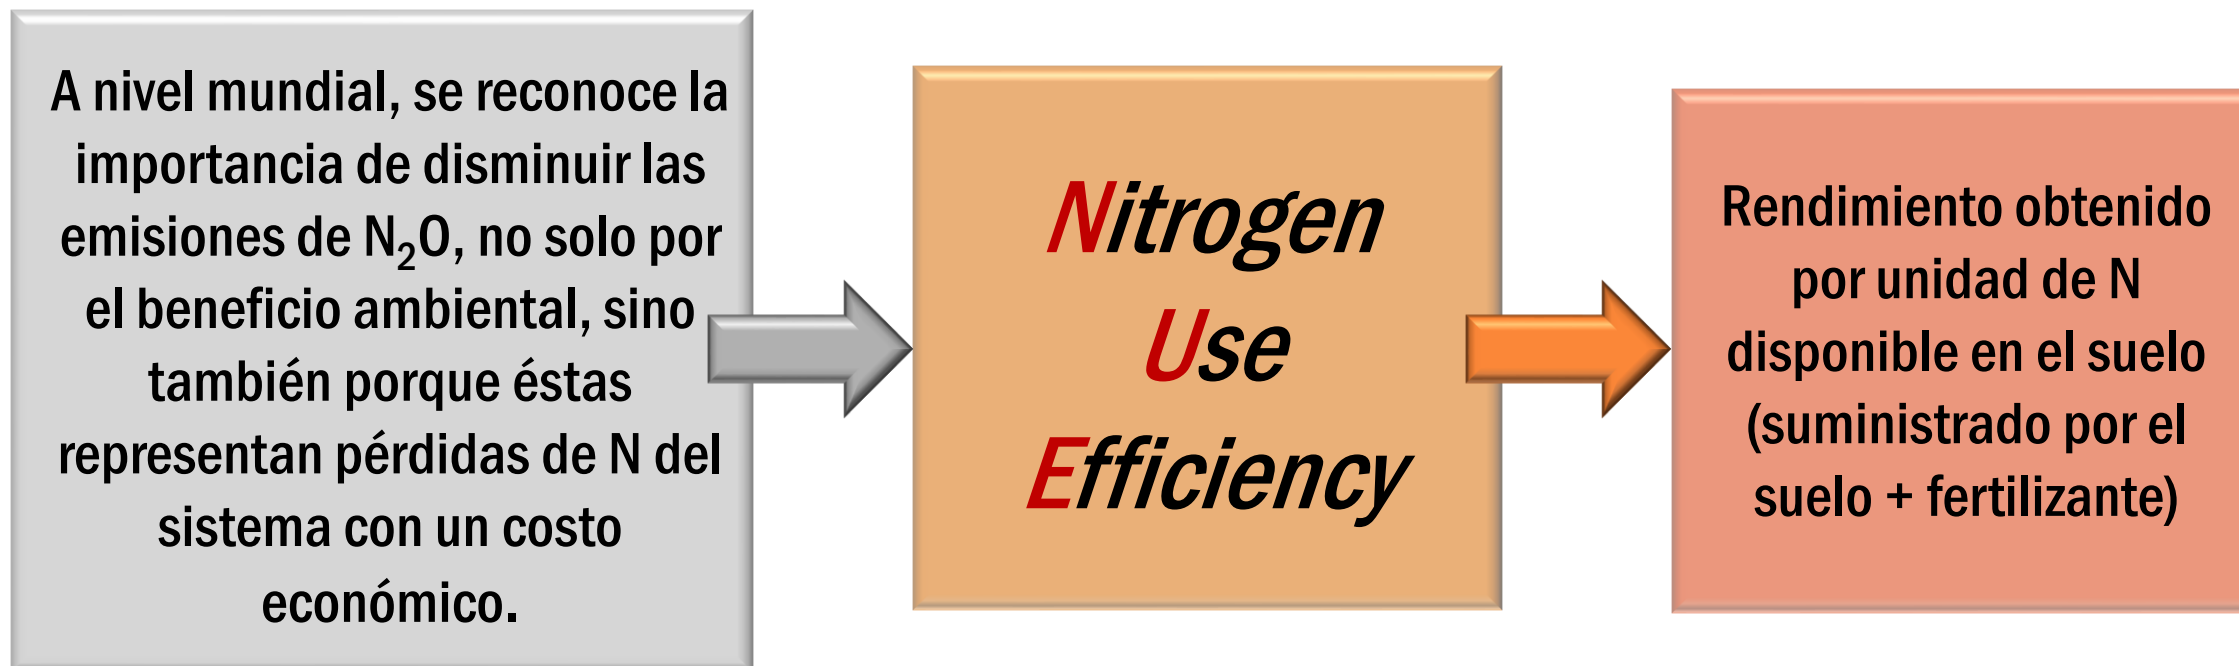 A nivel mundial, se reconoce la
importancia de disminuir las
emisiones de N₂O, no solo por
el beneficio ambiental, sino
también porque éstas
representan pérdidas de N del
sistema con un costo
económico.
Nitrogen
Use
Efficiency
Rendimiento obtenido
por unidad de N
disponible en el suelo
(suministrado por el
suelo + fertilizante)